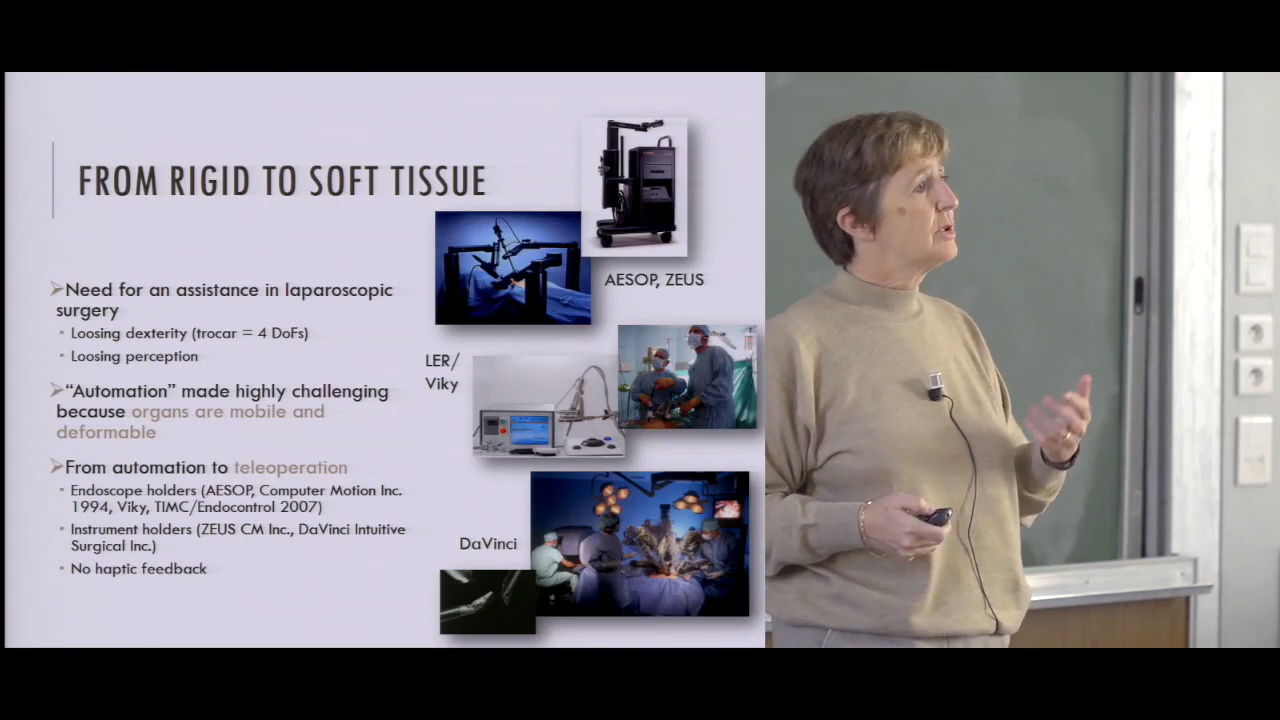 FROM RIGID TO SOFT TISSUE
Need for an assistance in laparoscopic
surgery
Loosing dexterity (trocar = 4 DoFs)
Loosing perception
“Automation” made highly challenging
because organs are mobile and
deformable
From automation to teleoperation
Endoscope holders (AESOP, Computer Motion Inc.
1994, Viky, TIMC/Endocontrol 2007)
Instrument holders (ZEUS CM Inc., DaVinci Intuitive
Surgical Inc.)
No haptic feedback
AESOP, ZEUS
LER/
Viky
DaVinci